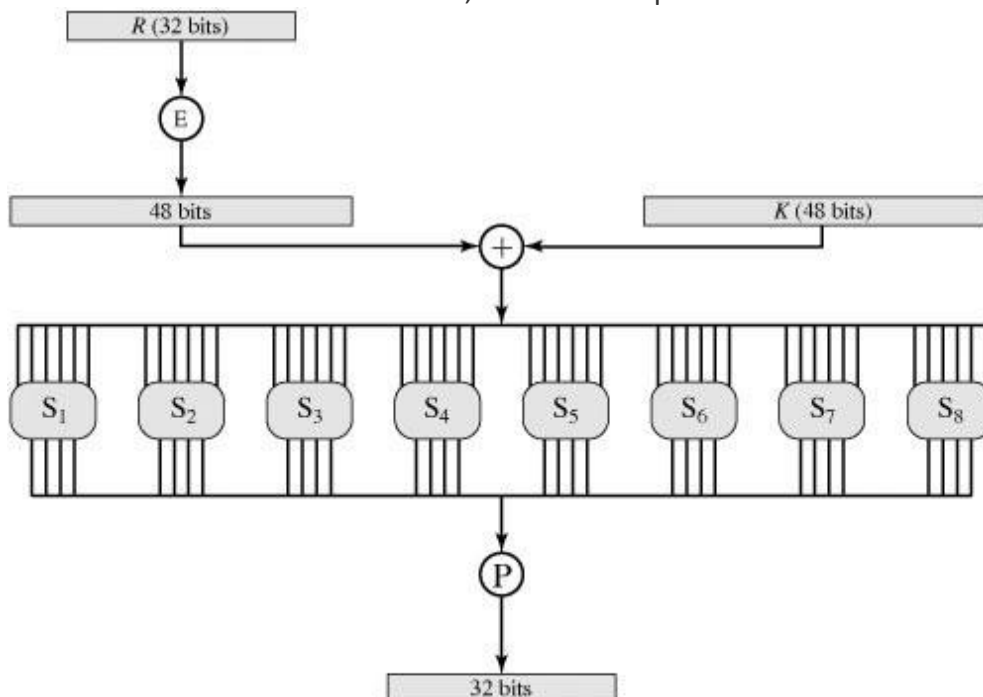 R (32 bits)
E
48 bits
K (48 bits)
+
S1 S2 S3 S4 S5 S6 S7 S8
P
32 bits